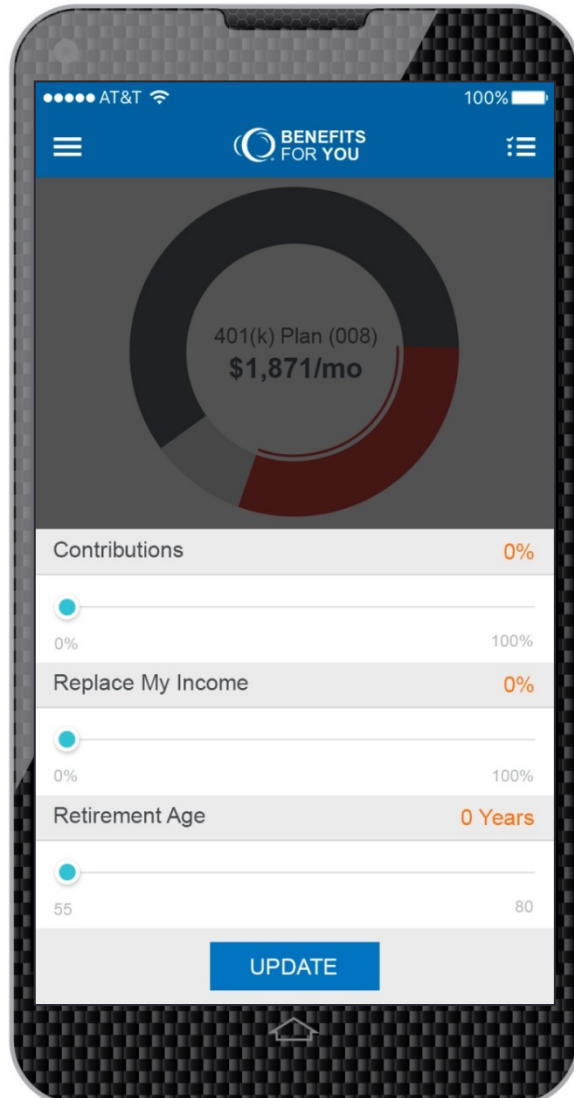 AT&T 100%
BENEFITS
FOR YOU
401(k) Plan (008)
$1,871/mo
Contributions 0%
0% 100%
Replace My Income 0%
0% 100%
Retirement Age 0 Years
55 80
UPDATE